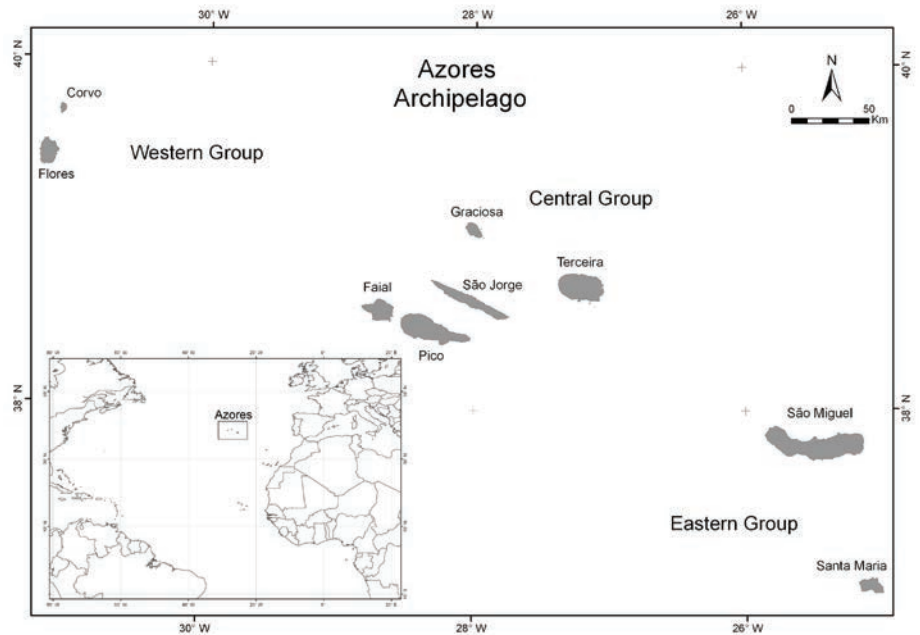 30° W
28° W
26° W
40° N
40° N
Azores
Archipelago
N
0
50
Km
Corvo
Flores
Western Group
Central Group
Graciosa
Terceira
Faial
São Jorge
Pico
38° N
38° N
Azores
São Miguel
Eastern Group
Santa Maria
30° W
28° W
26° W